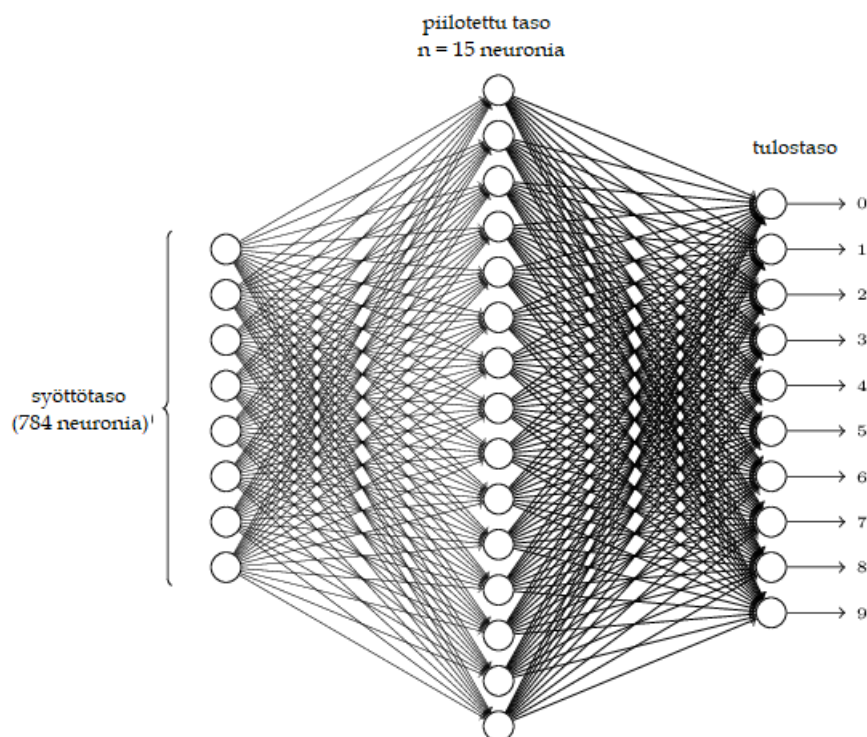 piilotettu taso
n = 15 neuronia
tulostaso
syöttötaso
(784 neuronia)
0
1
2
3
4
5
6
7
8
9